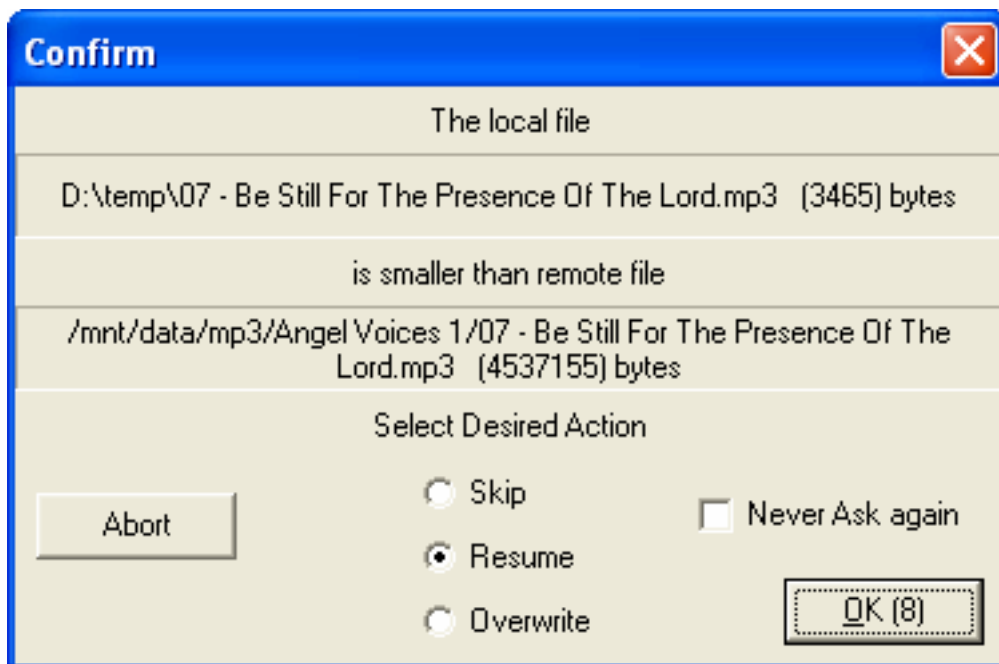 Confirm
The local file
D:\temp\07 - Be Still For The Presence Of The Lord.mp3   (3465) bytes
is smaller than remote file
/mnt/data/mp3/Angel Voices 1/07 - Be Still For The Presence Of The
Lord.mp3   (4537155) bytes
Select Desired Action
Skip
Abort
Never Ask again
Resume
OK (8)
Overwrite